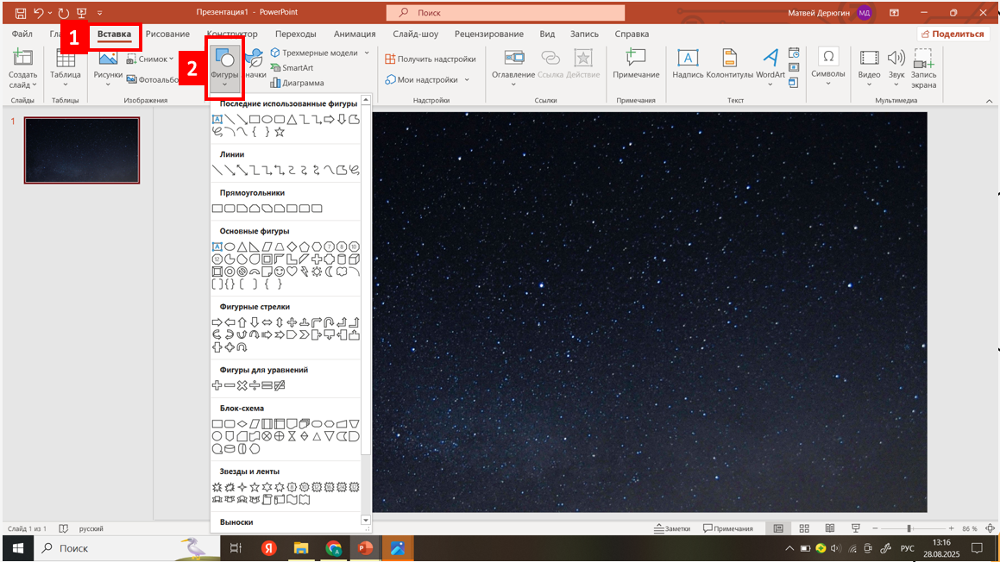 Презентация1 - PowerPoint
Поиск
Матвей Дерюгин
МД
Файл
Вставка
Рисование
Конструктор
Переходы
Анимация
Слайд-шоу
Рецензирование
Вид
Запись
Справка
Поделиться
1
2
Создать слайд
Таблица
Рисунки
Снимок
Фотоальбо
Фигуры
Трехмерные модели
SmartArt
Диаграмма
Получить надстройки
Мои надстройки
Оглавление
Ссылка
Действие
Примечание
Надпись
Колонтитулы
WordArt
Символы
Видео
Звук
Запись экрана
Слайды
Таблицы
Изображения
Надстройки
Ссылки
Примечания
Текст
Мультимедиа
1
Последние использованные фигуры
Линии
Прямоугольники
Основные фигуры
Фигурные стрелки
Фигуры для уравнений
Блок-схема
Звезды и ленты
Выноски
Слайд 1 из 1
русский
Заметки
Примечания
86 %
Поиск
РУС
13:16
28.08.2025